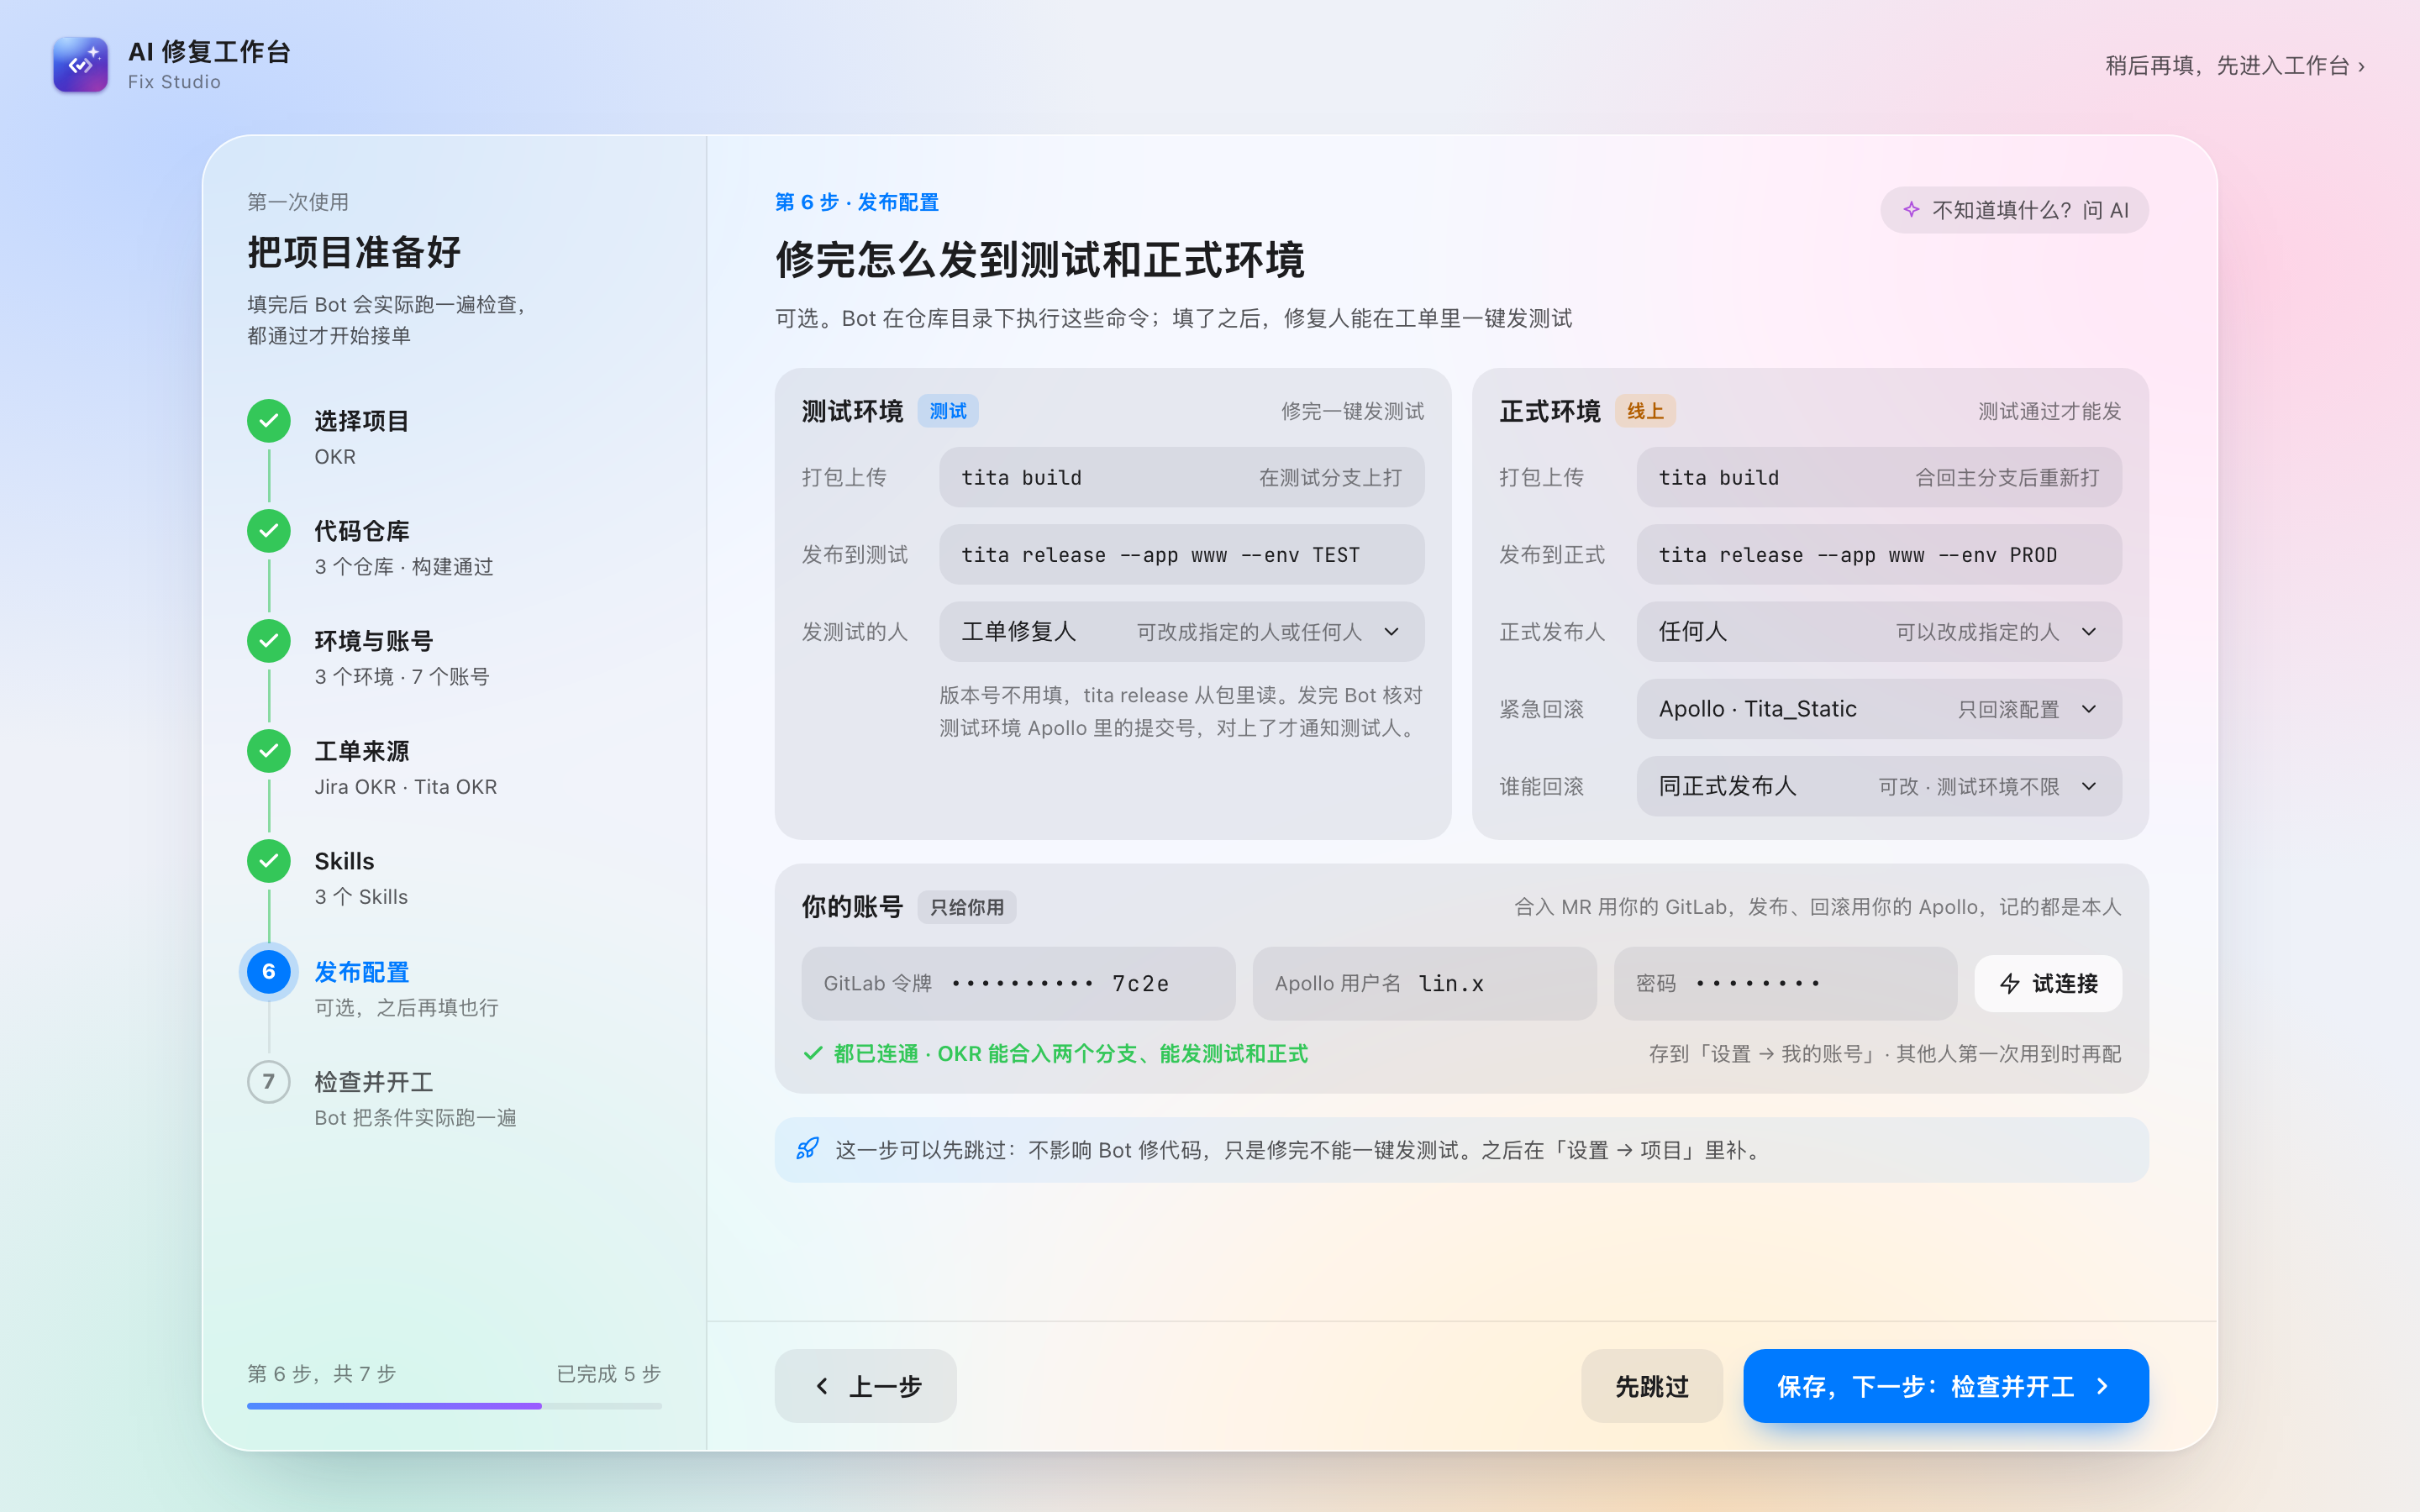 AI 修复工作台
Fix Studio
稍后再填，先进入工作台 ›
第一次使用
把项目准备好
填完后 Bot 会实际跑一遍检查，
都通过才开始接单
选择项目
OKR
代码仓库
3 个仓库 · 构建通过
环境与账号
3 个环境 · 7 个账号
工单来源
Jira OKR · Tita OKR
Skills
3 个 Skills
6 发布配置
可选，之后再填也行
7 检查并开工
Bot 把条件实际跑一遍
第 6 步，共 7 步 已完成 5 步
第 6 步 · 发布配置
不知道填什么？问 AI
修完怎么发到测试和正式环境
可选。Bot 在仓库目录下执行这些命令；填了之后，修复人能在工单里一键发测试
测试环境 测试 修完一键发测试
打包上传 tita build 在测试分支上打
发布到测试 tita release --app www --env TEST
发测试的人 工单修复人 可改成指定的人或任何人
版本号不用填，tita release 从包里读。发完 Bot 核对
测试环境 Apollo 里的提交号，对上了才通知测试人。
正式环境 线上 测试通过才能发
打包上传 tita build 合回主分支后重新打
发布到正式 tita release --app www --env PROD
正式发布人 任何人 可以改成指定的人
紧急回滚 Apollo · Tita_Static 只回滚配置
谁能回滚 同正式发布人 可改 · 测试环境不限
你的账号 只给你用 合入 MR 用你的 GitLab，发布、回滚用你的 Apollo，记的都是本人
GitLab 令牌 •••••••••• 7c2e Apollo 用户名 lin.x 密码 •••••••• 试连接
都已连通 · OKR 能合入两个分支、能发测试和正式 存到「设置 → 我的账号」· 其他人第一次用到时再配
这一步可以先跳过：不影响 Bot 修代码，只是修完不能一键发测试。之后在「设置 → 项目」里补。
上一步 先跳过 保存，下一步：检查并开工